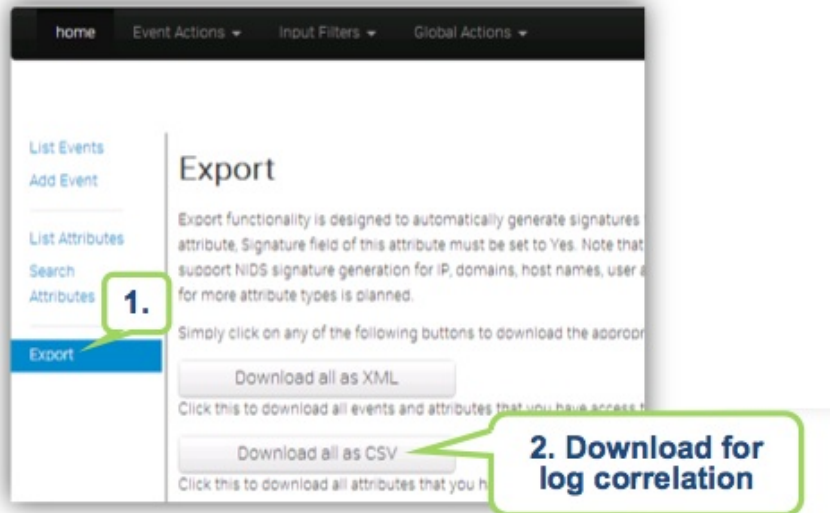 home Event Actions Input Filters Global Actions
List Events
Add Event
List Attributes
Search
Attributes
1.
Export
Export
Export functionality is designed to automatically generate signatures
attribute, Signature field of this attribute must be set to Yes. Note that
support NIDS signature generation for IP, domains, host names, user
for more attribute types is planned.
Simply click on any of the following buttons to download the appropr
Download all as XML
Click this to download all events and attributes that you have access
Download all as CSV
Click this to download all attributes that you
2. Download for
log correlation